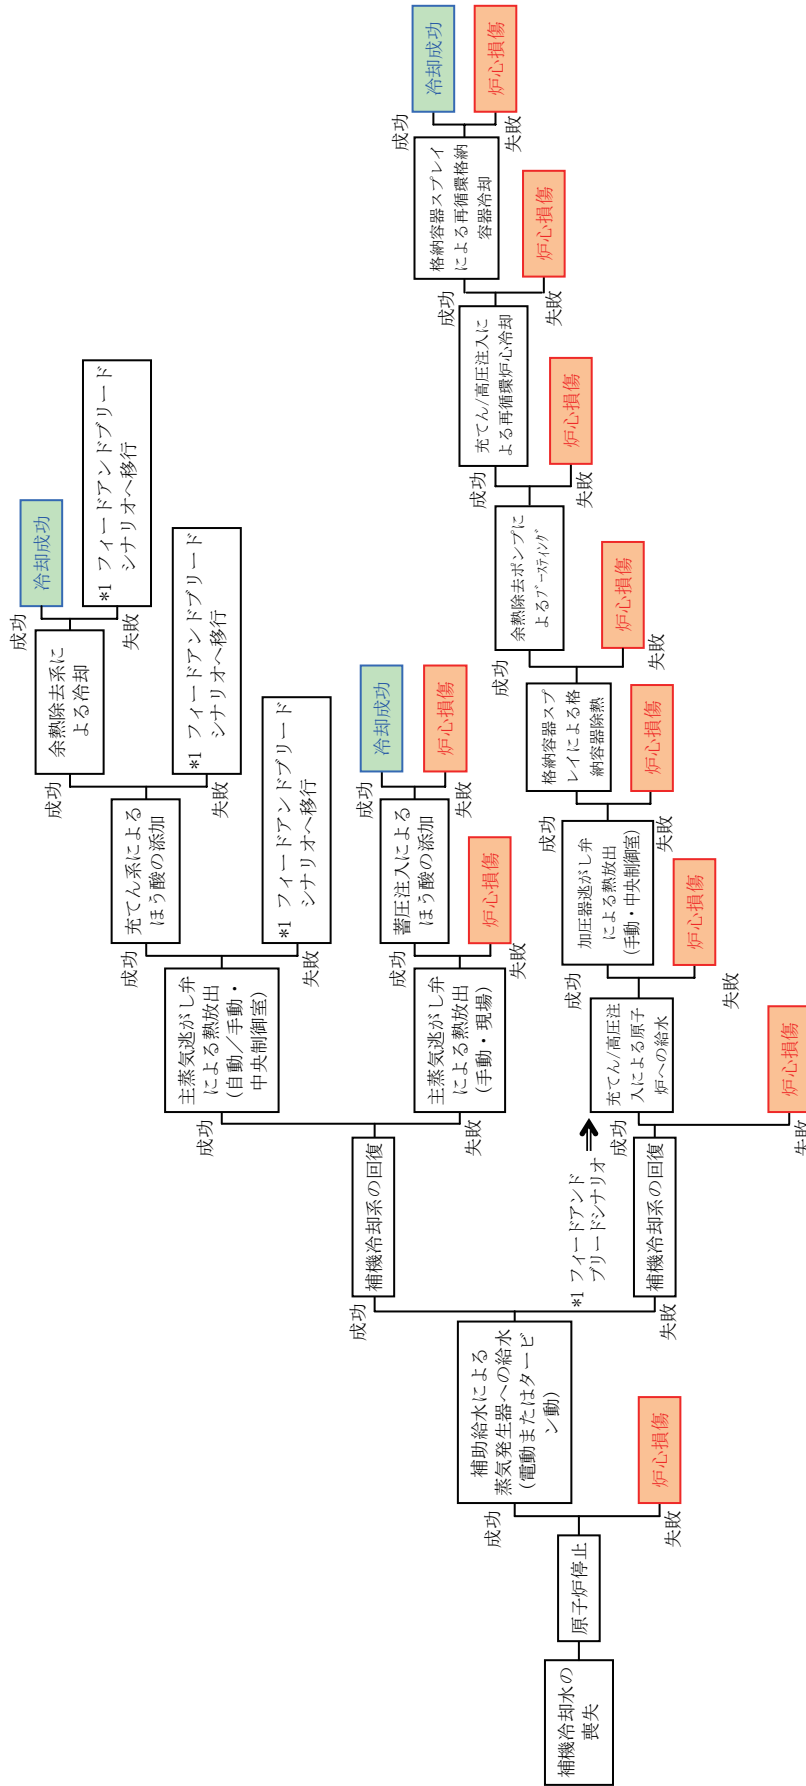 補機冷却水の
喪失
原子炉停止
成功
失敗
炉心損傷
補助給水による
蒸気発生器への給水
(電動またはタービ
ン動)
成功
失敗
補機冷却系の回復
成功
失敗
主蒸気逃がし弁
による熱放出
(自動／手動・
中央制御室)
成功
失敗
*1 フィードアンドブリード
シナリオへ移行
充てん系による
ほう酸の添加
成功
失敗
*1 フィードアンドブリード
シナリオへ移行
余熱除去系に
よる冷却
成功
冷却成功
失敗
*1 フィードアンドブリード
シナリオへ移行
主蒸気逃がし弁
による熱放出
(手動・現場)
成功
失敗
炉心損傷
蓄圧注入による
ほう酸の添加
成功
冷却成功
失敗
炉心損傷
*1 フィードアンド
ブリードシナリオ
補機冷却系の回復
成功
失敗
炉心損傷
充てん/高圧注
入による原子
炉への給水
成功
失敗
炉心損傷
加圧器逃がし弁
による熱放出
(手動・中央制御室)
成功
失敗
炉心損傷
格納容器スプ
レイによる格
納容器除熱
成功
失敗
炉心損傷
余熱除去ポンプに
よるブースティング
成功
失敗
炉心損傷
充てん/高圧注入に
よる再循環炉心冷却
成功
失敗
炉心損傷
格納容器スプレイ
による再循環格納
容器冷却
成功
冷却成功
失敗
炉心損傷